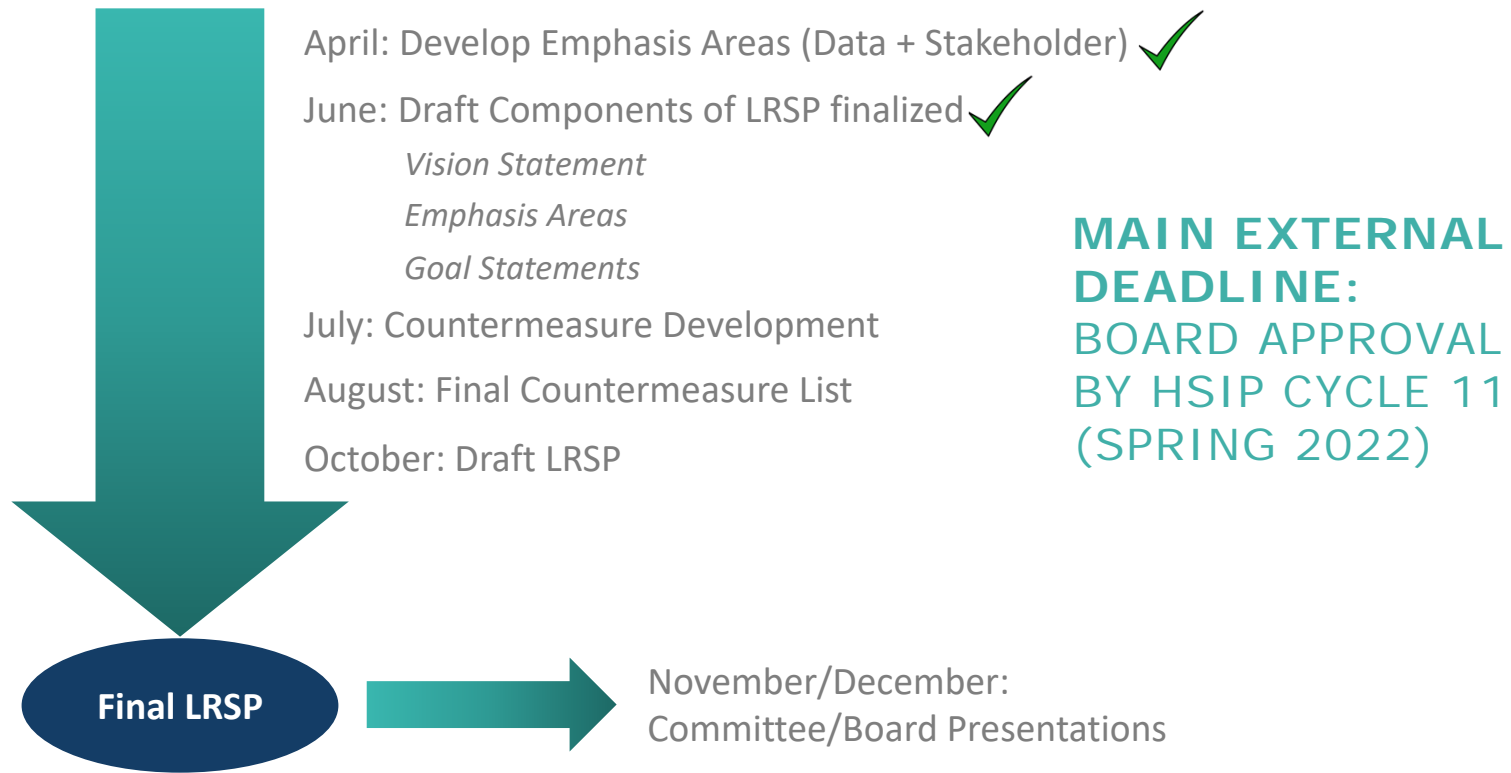 April: Develop Emphasis Areas (Data + Stakeholder)
June: Draft Components of LRSP finalized
Vision Statement
Emphasis Areas
Goal Statements
July: Countermeasure Development
August: Final Countermeasure List
October: Draft LRSP
MAIN EXTERNAL
DEADLINE:
BOARD APPROVAL
BY HSIP CYCLE 11
(SPRING 2022)
Final LRSP
November/December:
Committee/Board Presentations